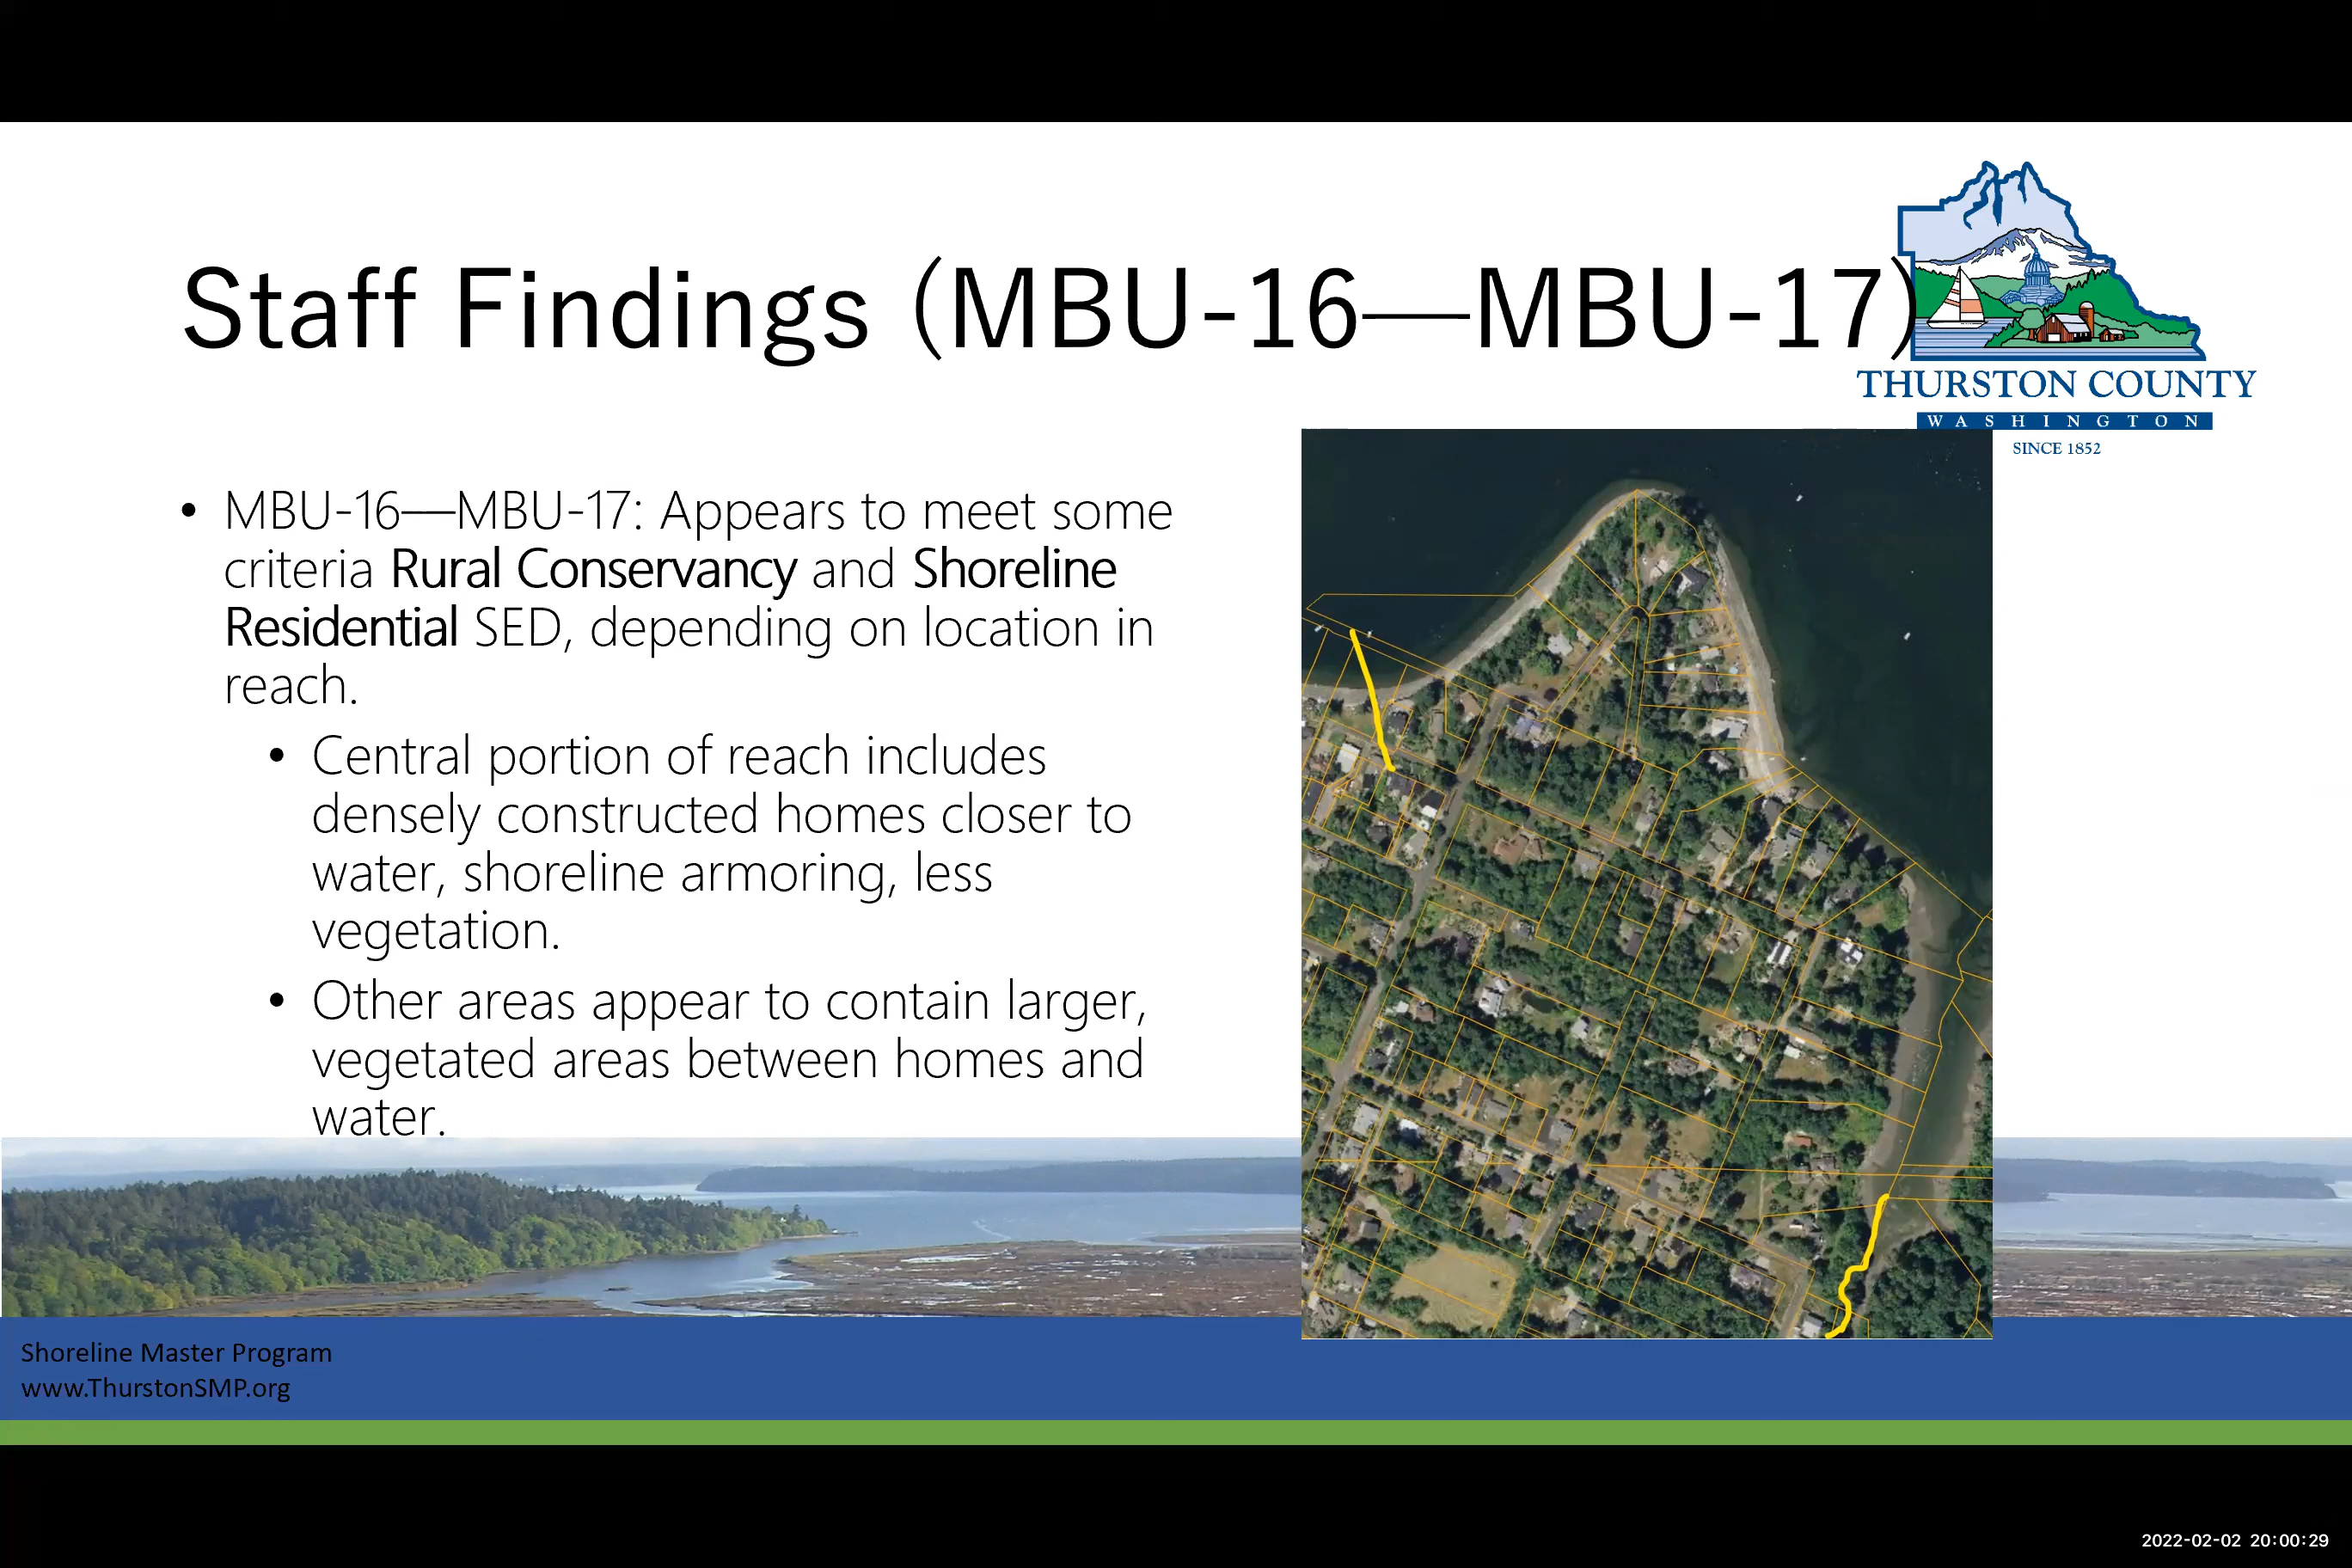 Staff Findings (MBU-16—MBU-17)
THURSTON COUNTY
WASHINGTON
SINCE 1852
• MBU-16—MBU-17: Appears to meet some
criteria Rural Conservancy and Shoreline
Residential SED, depending on location in
reach.
• Central portion of reach includes
densely constructed homes closer to
water, shoreline armoring, less
vegetation.
• Other areas appear to contain larger,
vegetated areas between homes and
water.
Shoreline Master Program
www.ThurstonSMP.org
2022-02-02 20:00:29